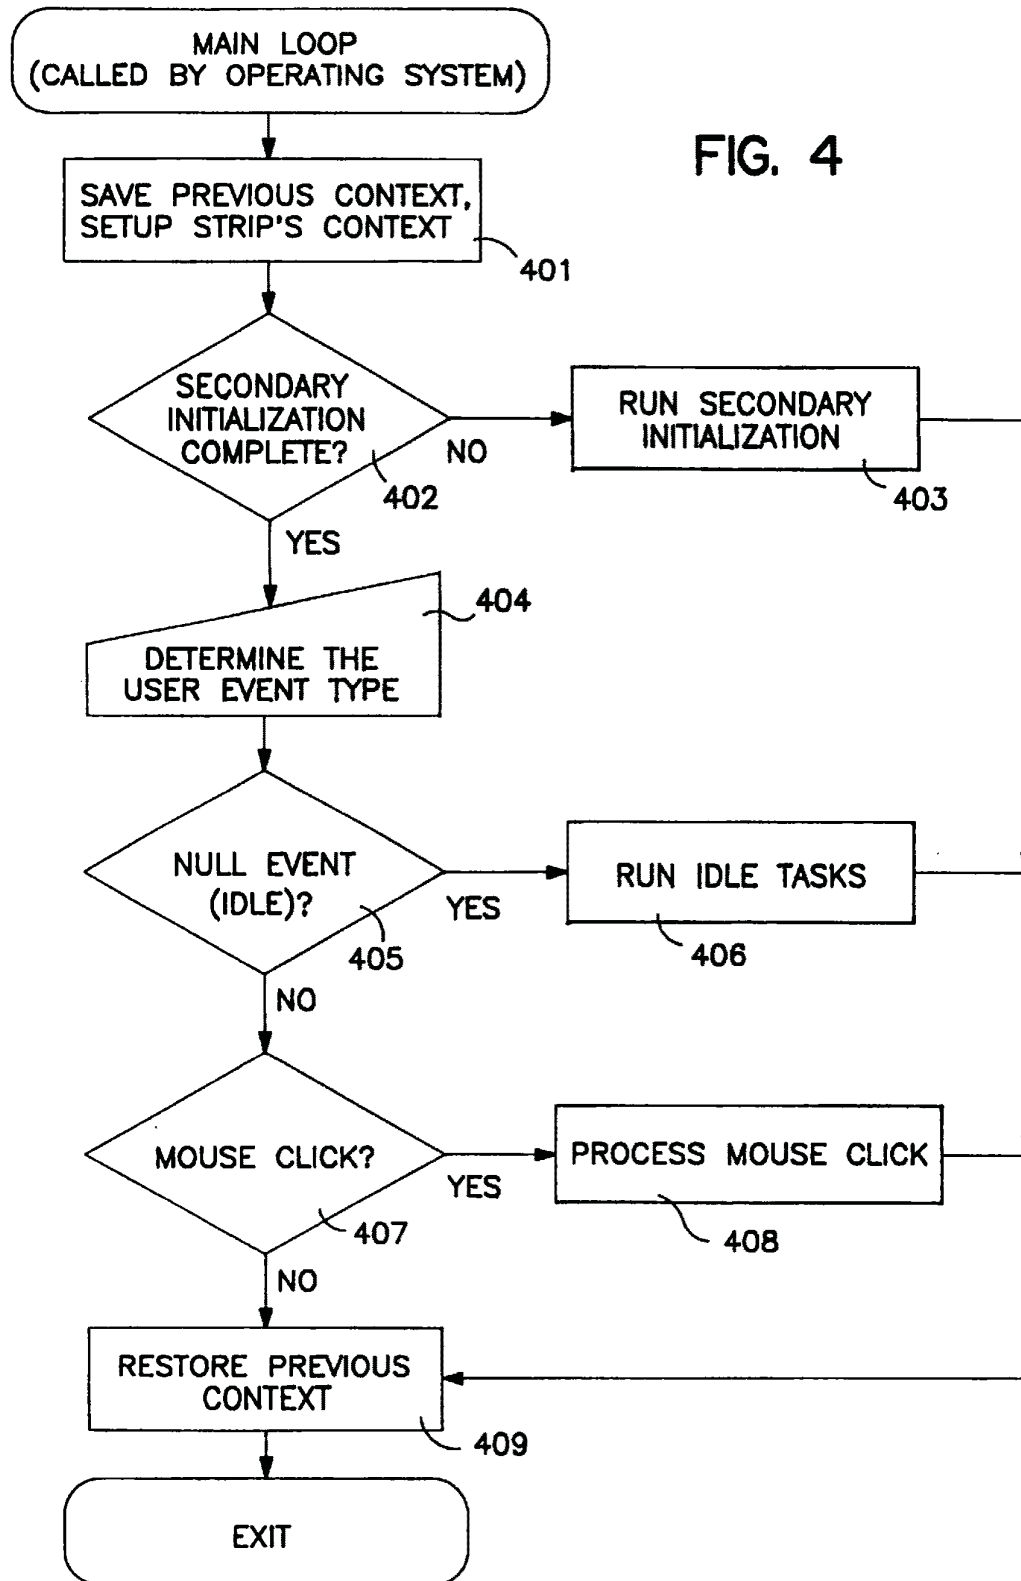 MAIN LOOP
(CALLED BY OPERATING SYSTEM)
FIG. 4
SAVE PREVIOUS CONTEXT,
SETUP STRIP'S CONTEXT
401
SECONDARY
INITIALIZATION
COMPLETE?
402
NO
RUN SECONDARY
INITIALIZATION
403
YES
404
DETERMINE THE
USER EVENT TYPE
NULL EVENT
(IDLE)?
405
YES
RUN IDLE TASKS
406
NO
MOUSE CLICK?
407
YES
PROCESS MOUSE CLICK
408
NO
RESTORE PREVIOUS
CONTEXT
409
EXIT